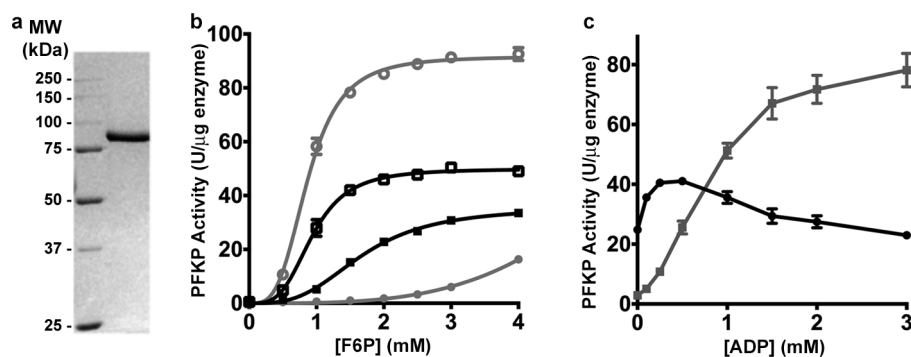 a
MW
(kDa)
250 -
150 -
100 -
75 -
50 -
37 -
25 -
b
PFKP Activity (U/µg enzyme)
100
80
60
40
20
0
0 1 2 3 4
[F6P] (mM)
c
PFKP Activity (U/µg enzyme)
80
60
40
20
0
0 1 2 3
[ADP] (mM)